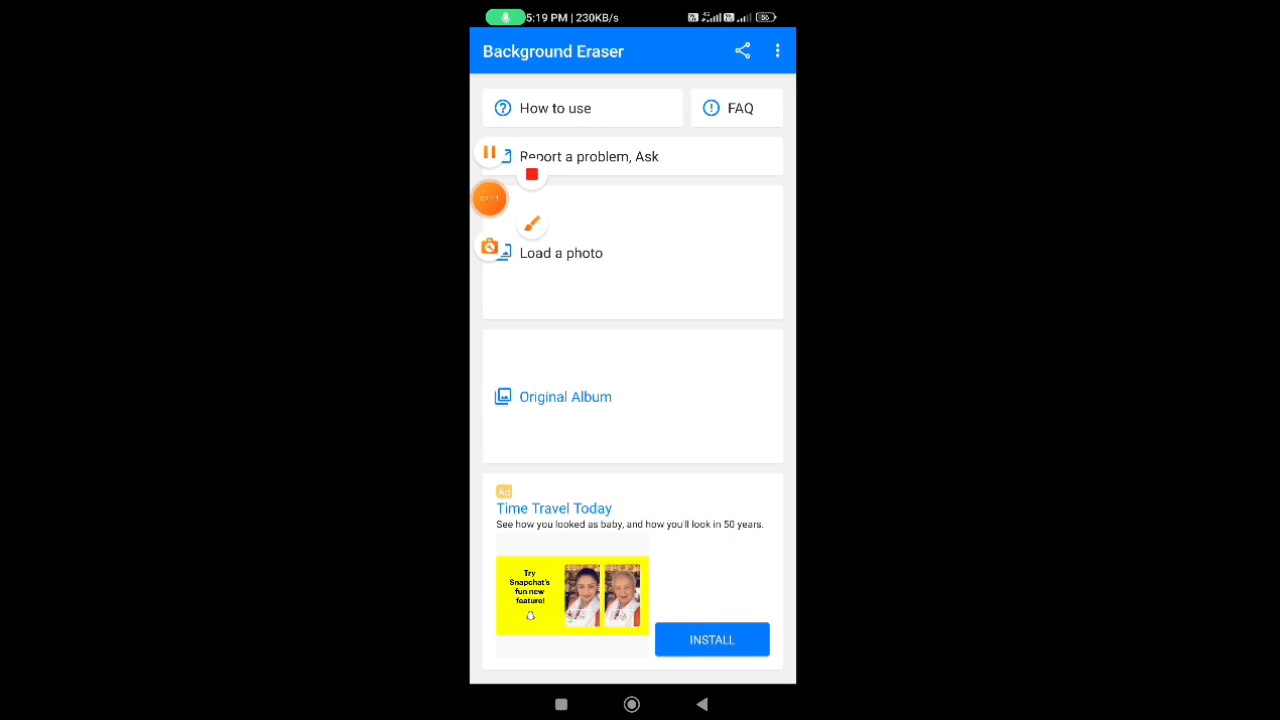 5:19 PM | 230KB/s
56
Background Eraser
How to use
FAQ
Report a problem, Ask
Load a photo
Original Album
Ad
Time Travel Today
See how you looked as baby, and how you'll look in 50 years.
Try
Snapchat's
fun new
feature!
INSTALL